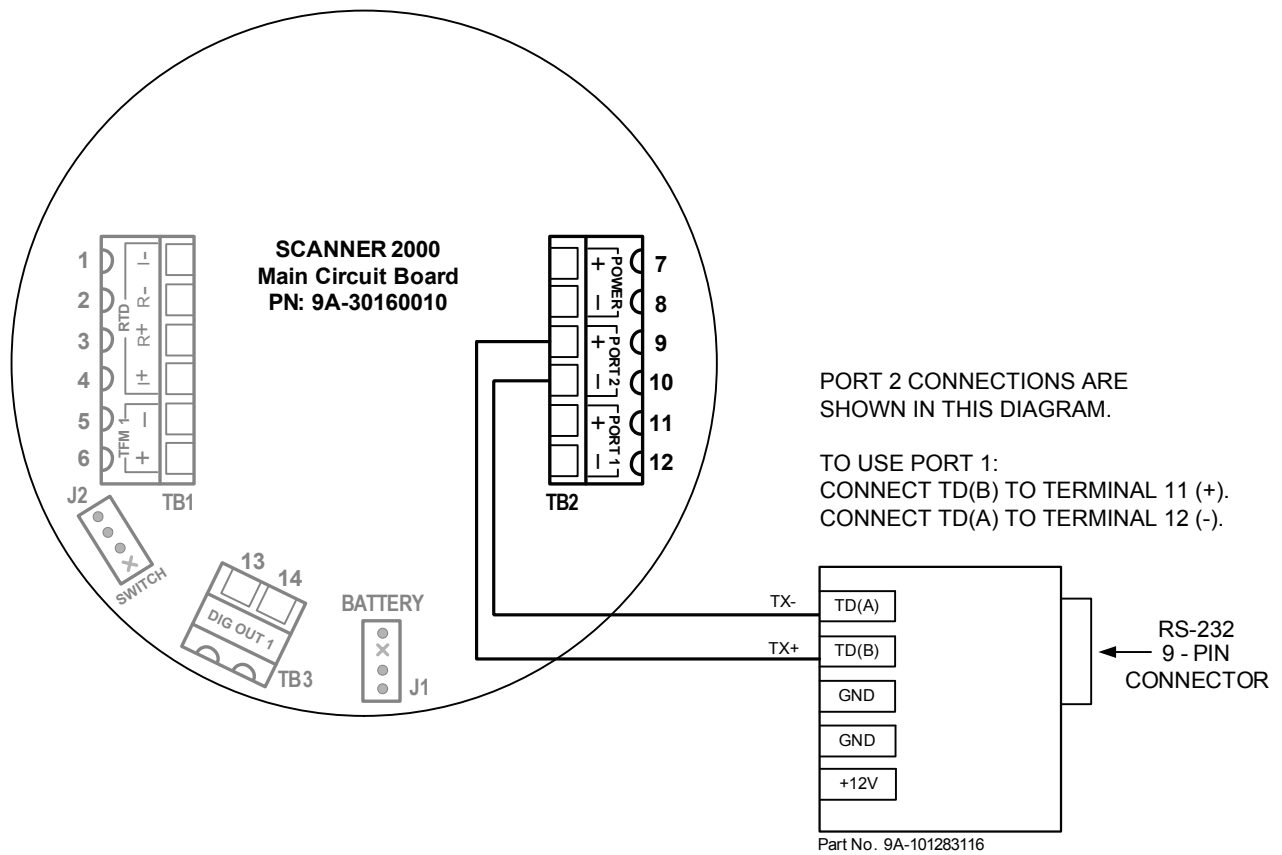 SCANNER 2000
Main Circuit Board
PN: 9A-30160010
1
2
3
4
5
6
I-
R-
R+
I+
RTD
–
+
TFM 1
TB1
+
–
POWER
+
–
PORT 2
+
–
PORT 1
7
8
9
10
11
12
TB2
J2
SWITCH
13
14
DIG OUT 1
TB3
BATTERY
J1
PORT 2 CONNECTIONS ARE
SHOWN IN THIS DIAGRAM.
TO USE PORT 1:
CONNECT TD(B) TO TERMINAL 11 (+).
CONNECT TD(A) TO TERMINAL 12 (-).
TX-
TD(A)
TX+
TD(B)
GND
GND
+12V
RS-232
9 - PIN
CONNECTOR
Part No. 9A-101283116